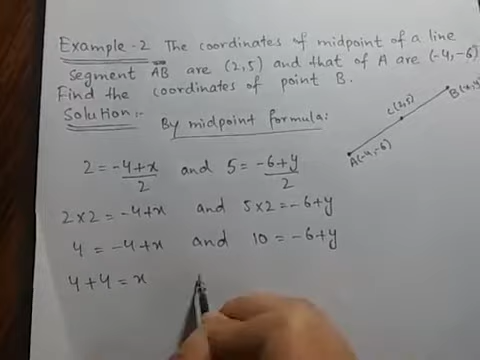 Example-2 The coordinates of midpoint of a line
segment AB are (2,5) and that of A are (-4,-6)
Find the coordinates of point B.
Solution:-
By midpoint formula:
B(x,y)
C(2,5)
A(-4,-6)
2 = -4+x/2 and 5 = -6+y/2
2×2 = -4+x and 5×2 = -6+y
4 = -4+x and 10 = -6+y
4+4 = x